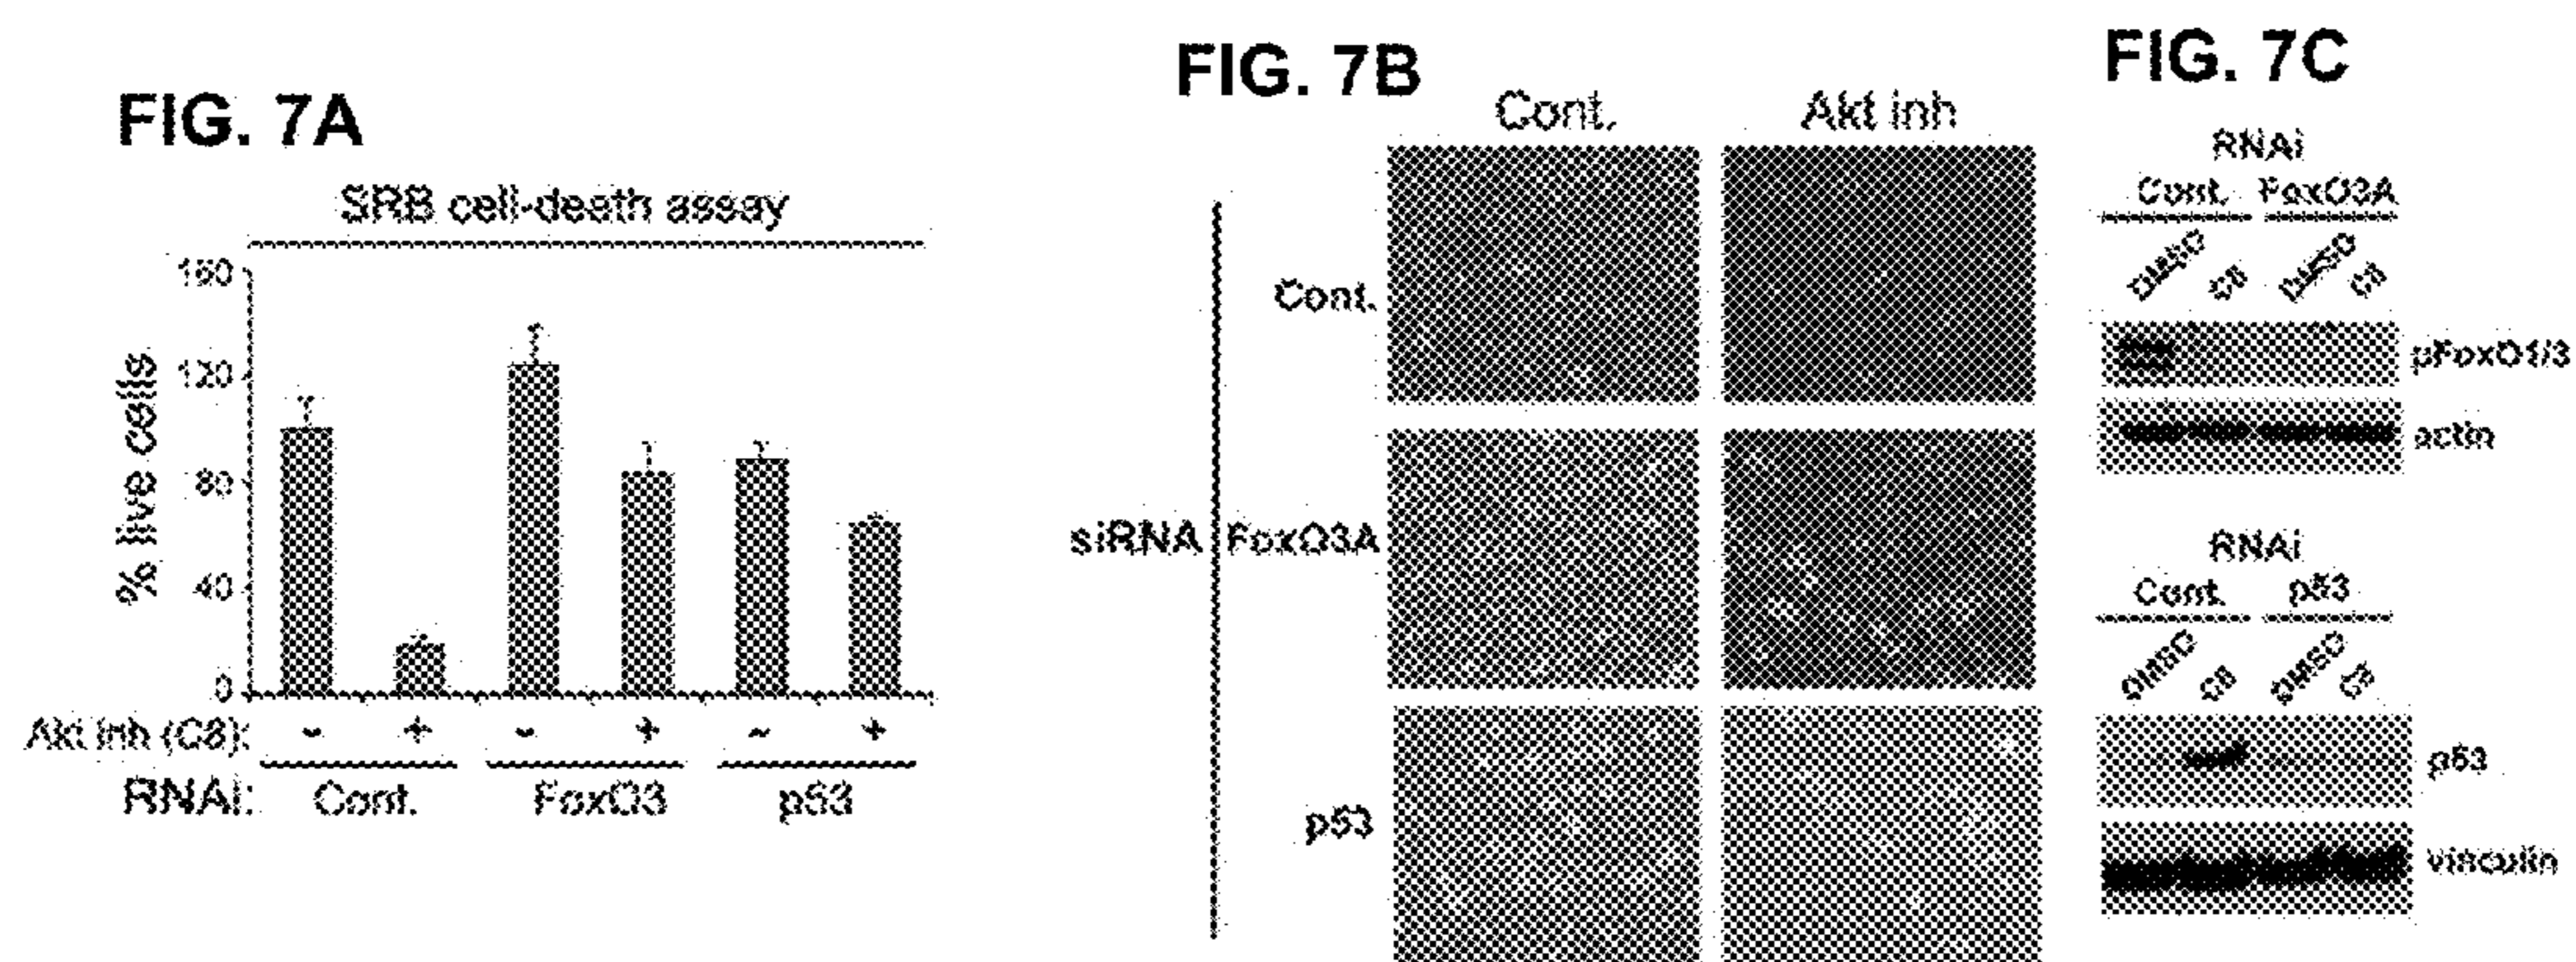 FIG. 7A
SRB cell-death assay
% live cells
160
120
80
40
0
Akt inh (C8): - + - + - +
RNAi: Cont. FoxO3 p53
FIG. 7B
Cont. Akt inh
siRNA
Cont.
FoxO3A
p53
FIG. 7C
RNAi
Cont. FoxO3A
DMSO C8 DMSO C8
pFoxO1/3
actin
RNAi
Cont. p53
DMSO C8 DMSO C8
p53
vinculin